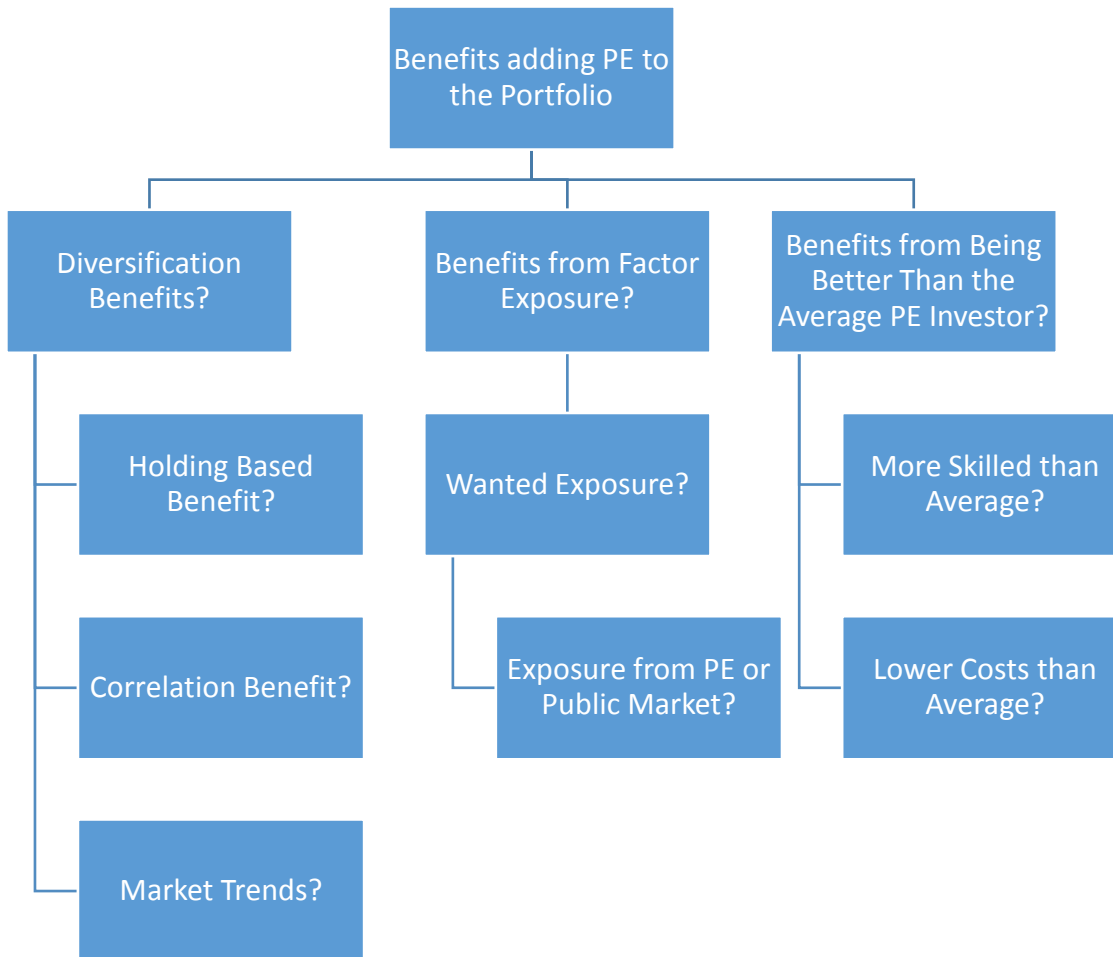 Benefits adding PE to
the Portfolio
Diversification
Benefits?
Benefits from Factor
Exposure?
Benefits from Being
Better Than the
Average PE Investor?
Holding Based
Benefit?
Wanted Exposure?
More Skilled than
Average?
Correlation Benefit?
Exposure from PE or
Public Market?
Lower Costs than
Average?
Market Trends?